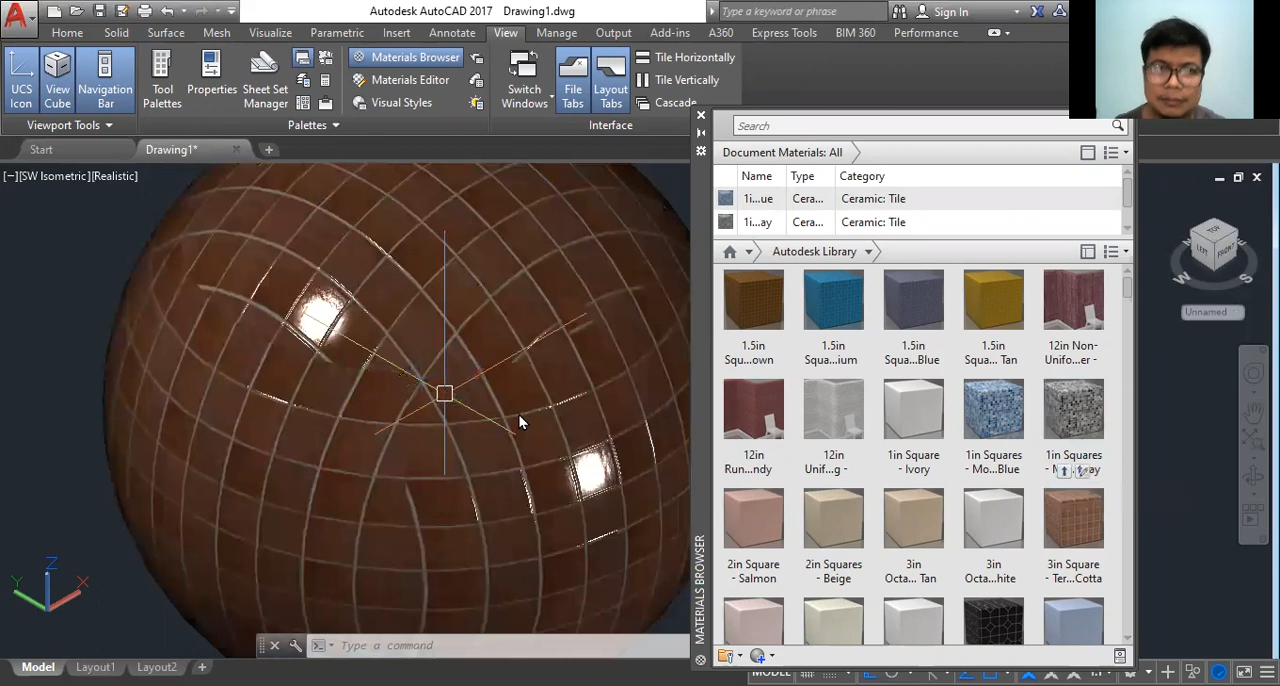 Autodesk AutoCAD 2017 Drawing1.dwg
Type a keyword or phrase
Sign In
Home Solid Surface Mesh Visualize Parametric Insert Annotate View Manage Output Add-ins A360 Express Tools BIM 360 Performance
UCS Icon
View Cube
Navigation Bar
Viewport Tools
Tool Palettes
Properties
Sheet Set Manager
Materials Browser
Materials Editor
Visual Styles
Palettes
Switch Windows
File Tabs
Layout Tabs
Tile Horizontally
Tile Vertically
Cascade
Interface
Start
Drawing1*
[−][SW Isometric][Realistic]
Search
Document Materials: All
Name Type Category
1i...ue Cera... Ceramic: Tile
1i...ay Cera... Ceramic: Tile
Autodesk Library
1.5in Squ...own
1.5in Squa...ium
1.5in Squa...Blue
1.5in Squa... Tan
12in Non-Unifo...er -
12in Run...ndy
12in Unif...g -
1in Square - Ivory
1in Squares - Mo...Blue
1in Squares
2in Square - Salmon
2in Squares - Beige
3in Octa... Tan
3in Octa...hite
3in Square - Ter...Cotta
MATERIALS BROWSER
TOP
LEFT
FRONT
W
S
Unnamed
Z
Y
X
Type a command
Model Layout1 Layout2
MODEL